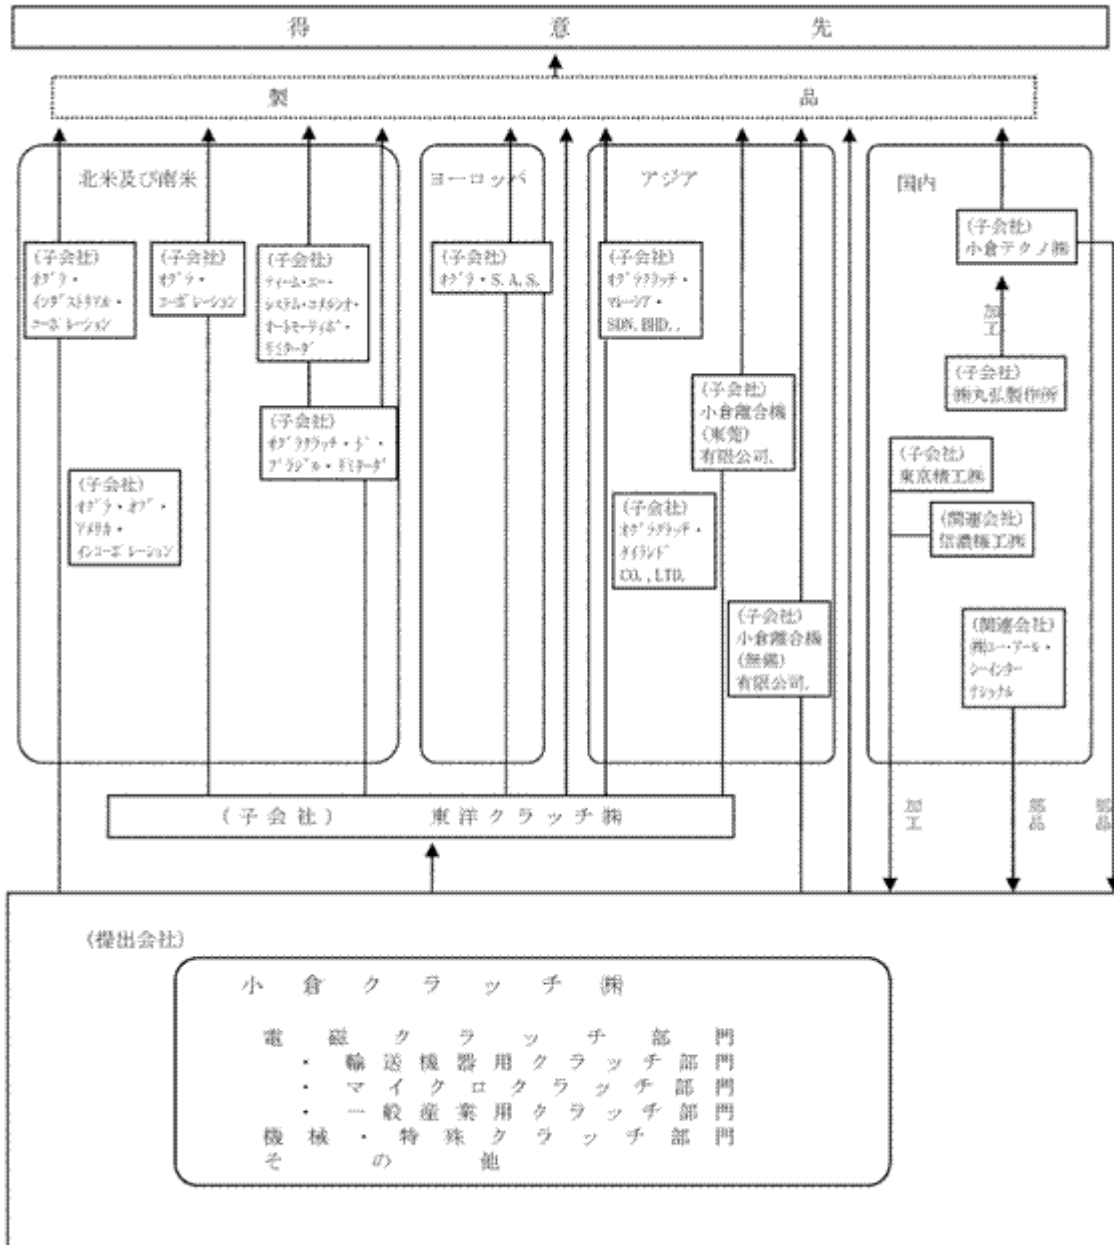 得意先
製品
北米及び南米
ヨーロッパ
アジア
国内
(子会社)
オグラ・
インダストリアル・
コーポレーション
(子会社)
オグラ・
コーポレーション
(子会社)
ティーム・エー・
システム・コメルシオ・
オートモーティボ・
リミターダ
(子会社)
オグラクラッチ・ド・
ブラジル・リミターダ
(子会社)
オグラ・オブ・
アメリカ・
インコーポレーション
(子会社)
オグラ・S.A.S.
(子会社)
オグラクラッチ・
マレーシア・
SDN.BHD..
(子会社)
小倉離合機
(東莞)
有限公司.
(子会社)
オグラクラッチ・
タイランド
CO.,LTD.
(子会社)
小倉離合機
(無錫)
有限公司.
(子会社)
小倉テクノ㈱
加工
(子会社)
㈱丸弘製作所
(子会社)
東京精工㈱
(関連会社)
信濃機工㈱
(関連会社)
㈱エー・アール・
シーインター
ナショナル
加工
部品
部品
(子会社) 東洋クラッチ㈱
(提出会社)
小倉クラッチ㈱
電磁クラッチ部門
・輸送機器用クラッチ部門
・マイクロクラッチ部門
・一般産業用クラッチ部門
機械・特殊クラッチ部門
その他